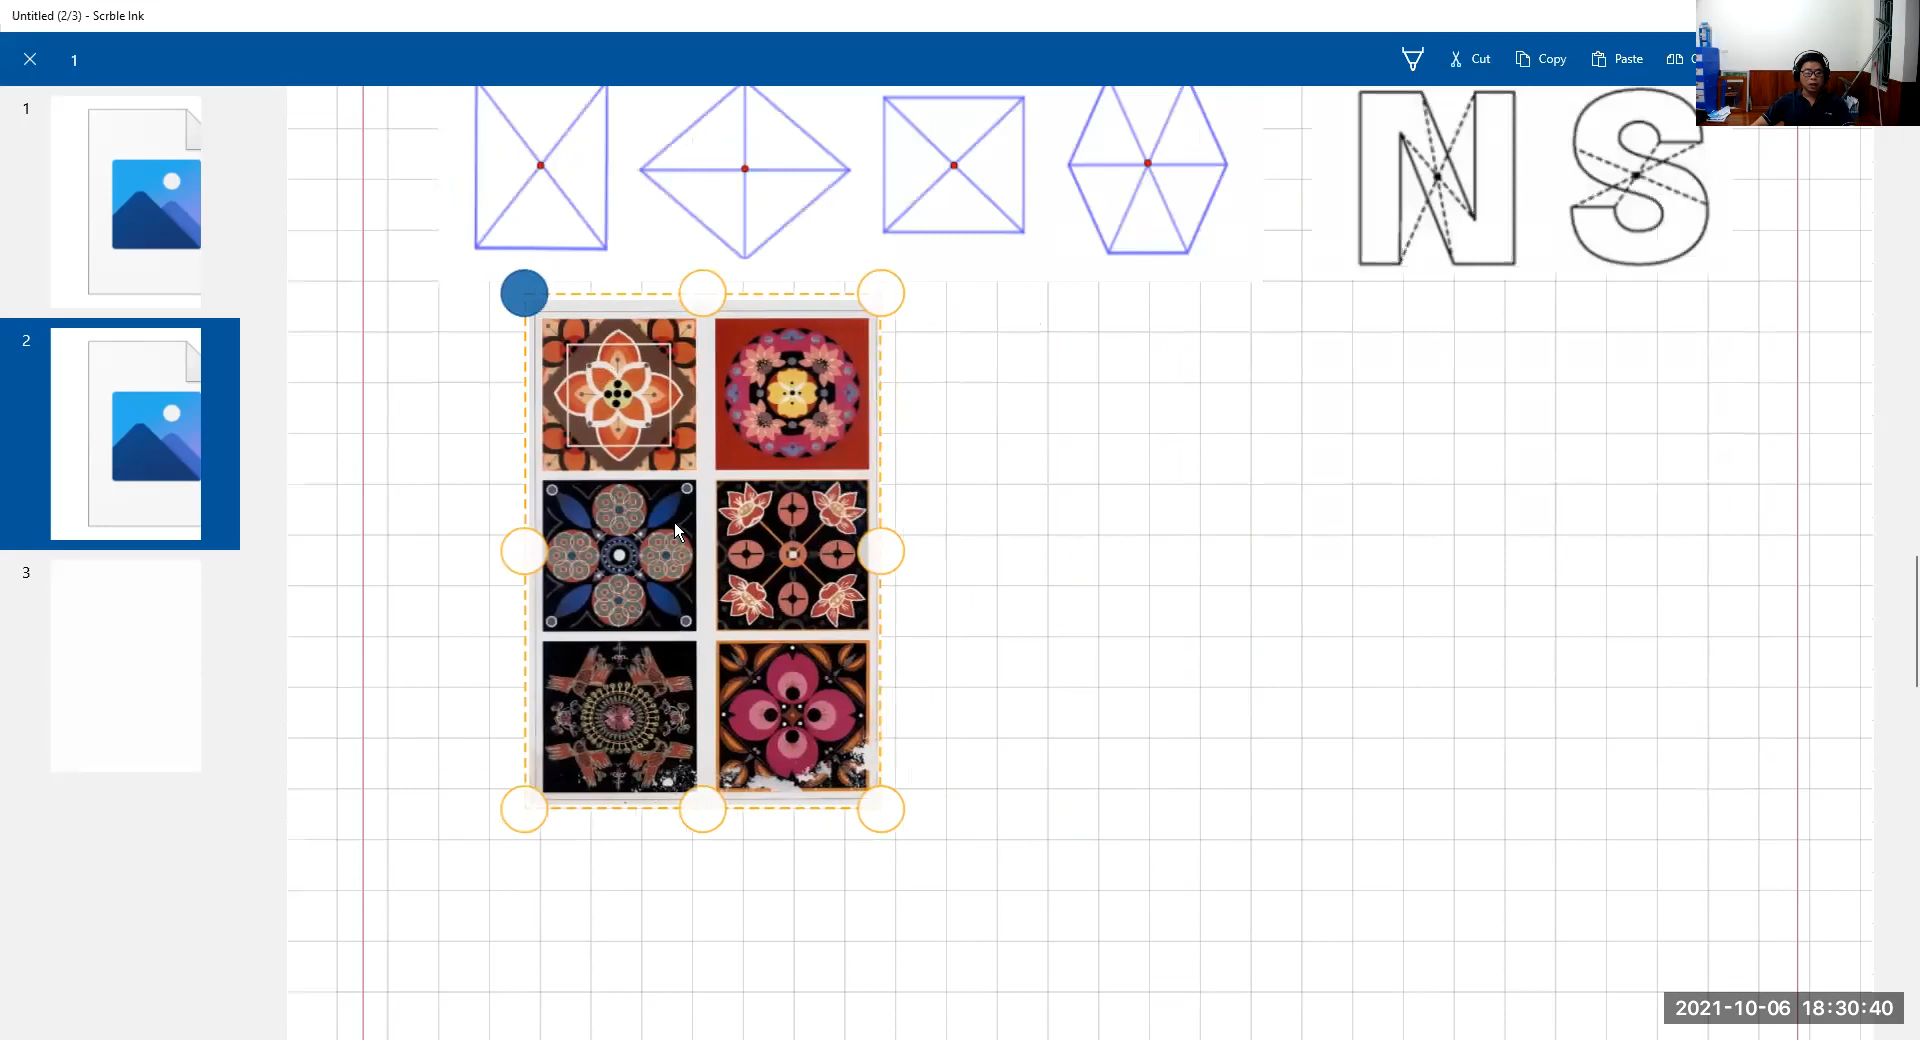 Untitled (2/3) - Scrble Ink
1
Cut
Copy
Paste
1
N S
2
3
2021-10-06 18:30:40